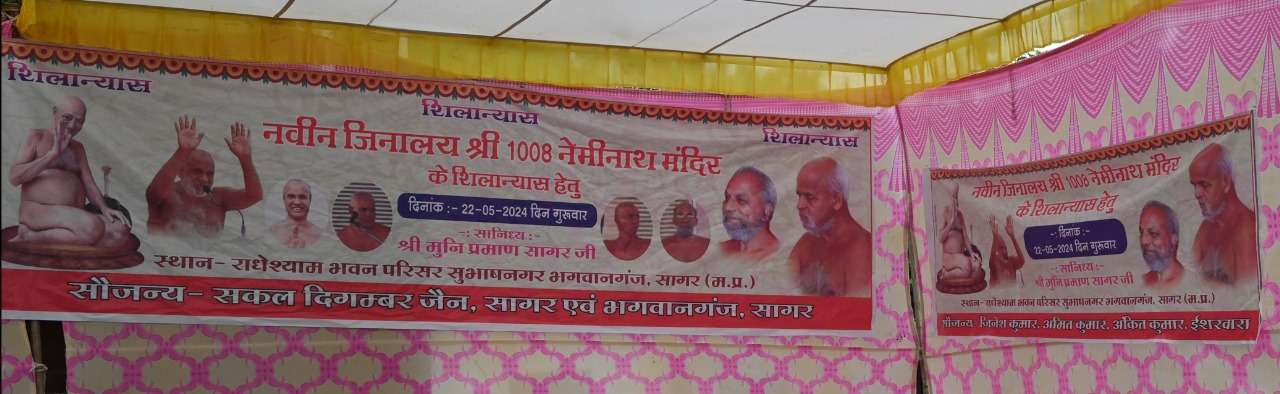 शिलान्यास
शिलान्यास
शिलान्यास
नवीन जिनालय श्री 1008 नेमीनाथ मंदिर
के शिलान्यास हेतु
दिनांक :- 22-05-2024 दिन गुरूवार
-: सानिध्य :-
श्री मुनि प्रमाण सागर जी
स्थान- राधेश्याम भवन परिसर सुभाषनगर भगवानगंज, सागर (म.प्र.)
सौजन्य- सकल दिगम्बर जैन, सागर एवं भगवानगंज, सागर
नवीन जिनालय श्री 1008 नेमीनाथ मंदिर
के शिलान्यास हेतु
-: दिनांक :-
22-05-2024 दिन गुरूवार
-: सानिध्य :-
श्री मुनि प्रमाण सागर जी
स्थान- राधेश्याम भवन परिसर सुभाषनगर भगवानगंज, सागर (म.प्र.)
सौजन्य- जिनेश कुमार, अमित कुमार, अंकित कुमार, ईशरवारा